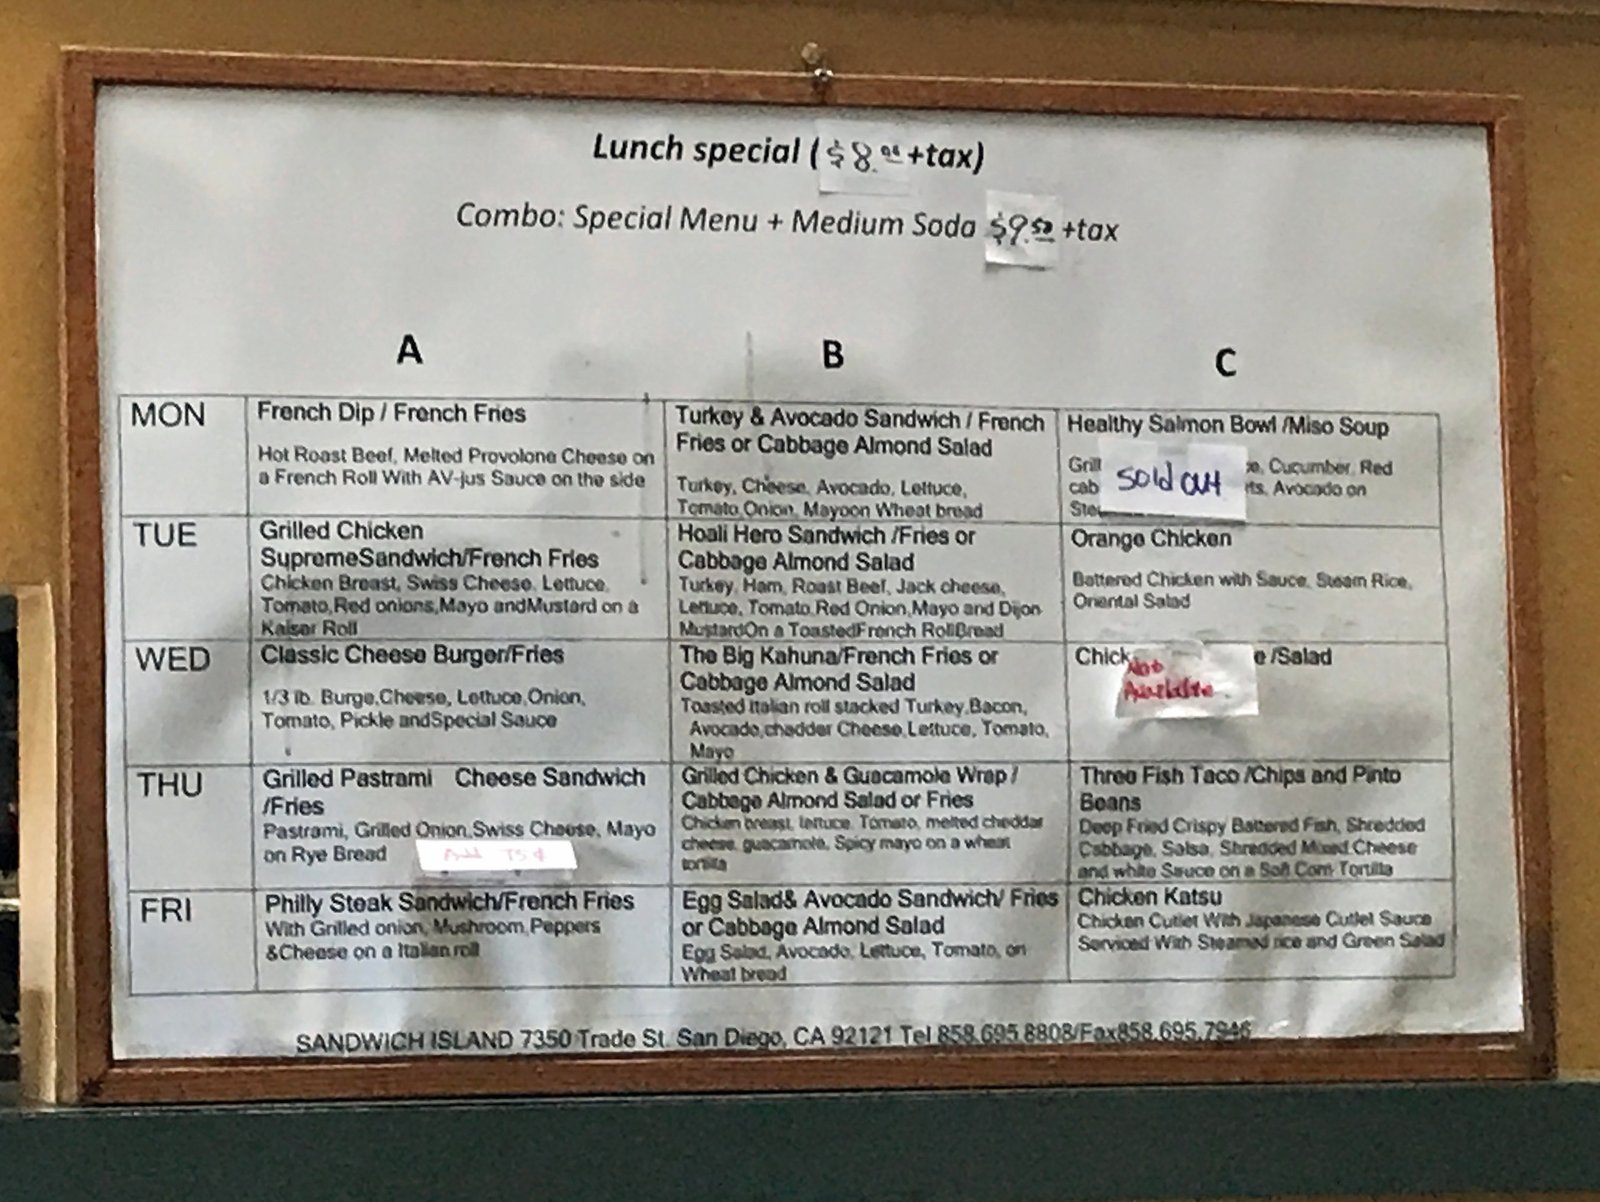 Lunch special ($8. +tax)
Combo: Special Menu + Medium Soda $9.50 +tax
A B C
MON
French Dip / French Fries
Hot Roast Beef, Melted Provolone Cheese on
a French Roll With AV-jus Sauce on the side
Turkey & Avocado Sandwich / French
Fries or Cabbage Almond Salad
Turkey, Cheese, Avocado, Lettuce,
Tomato,Onion, Mayoon Wheat bread
Healthy Salmon Bowl /Miso Soup
Grill Cucumber, Red
cab Avocado on
Sold out
TUE
Grilled Chicken
SupremeSandwich/French Fries
Chicken Breast, Swiss Cheese, Lettuce,
Tomato,Red onions,Mayo andMustard on a
Kaiser Roll
Hoali Hero Sandwich /Fries or
Cabbage Almond Salad
Turkey, Ham, Roast Beef, Jack cheese,
Lettuce, Tomato,Red Onion,Mayo and Dijon
MustardOn a ToastedFrench RollBread
Orange Chicken
Battered Chicken with Sauce, Steam Rice,
Oriental Salad
WED
Classic Cheese Burger/Fries
1/3 lb. Burge,Cheese, Lettuce,Onion,
Tomato, Pickle andSpecial Sauce
The Big Kahuna/French Fries or
Cabbage Almond Salad
Toasted Italian roll stacked Turkey,Bacon,
Avocado,chadder Cheese,Lettuce, Tomato,
Mayo
Chick e /Salad
Not
Available
THU
Grilled Pastrami Cheese Sandwich
/Fries
Pastrami, Grilled Onion,Swiss Cheese, Mayo
on Rye Bread
Add 75¢
Grilled Chicken & Guacamole Wrap /
Cabbage Almond Salad or Fries
Chicken breast, lettuce, Tomato, melted cheddar
cheese, guacamole, Spicy mayo on a wheat
tortilla
Three Fish Taco /Chips and Pinto
Beans
Deep Fried Crispy Battered Fish, Shredded
Cabbage, Salsa, Shredded Mixed Cheese
and white Sauce on a Soft Corn Tortilla
FRI
Philly Steak Sandwich/French Fries
With Grilled onion, Mushroom,Peppers
&Cheese on a Italian roll
Egg Salad& Avocado Sandwich/ Fries
or Cabbage Almond Salad
Egg Salad, Avocado, Lettuce, Tomato, on
Wheat bread
Chicken Katsu
Chicken Cutlet With Japanese Cutlet Sauce
Serviced With Steamed rice and Green Salad
SANDWICH ISLAND 7350 Trade St. San Diego, CA 92121 Tel 858.695.8808/Fax858.695.7946